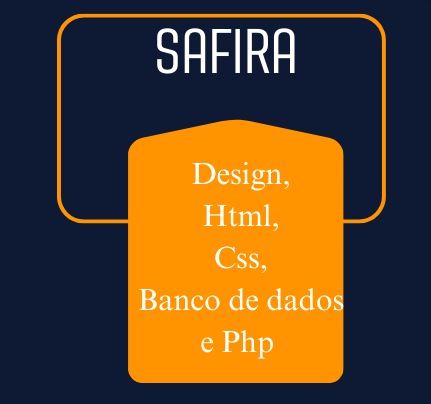 SAFIRA
Design,
Html,
Css,
Banco de dados
e Php